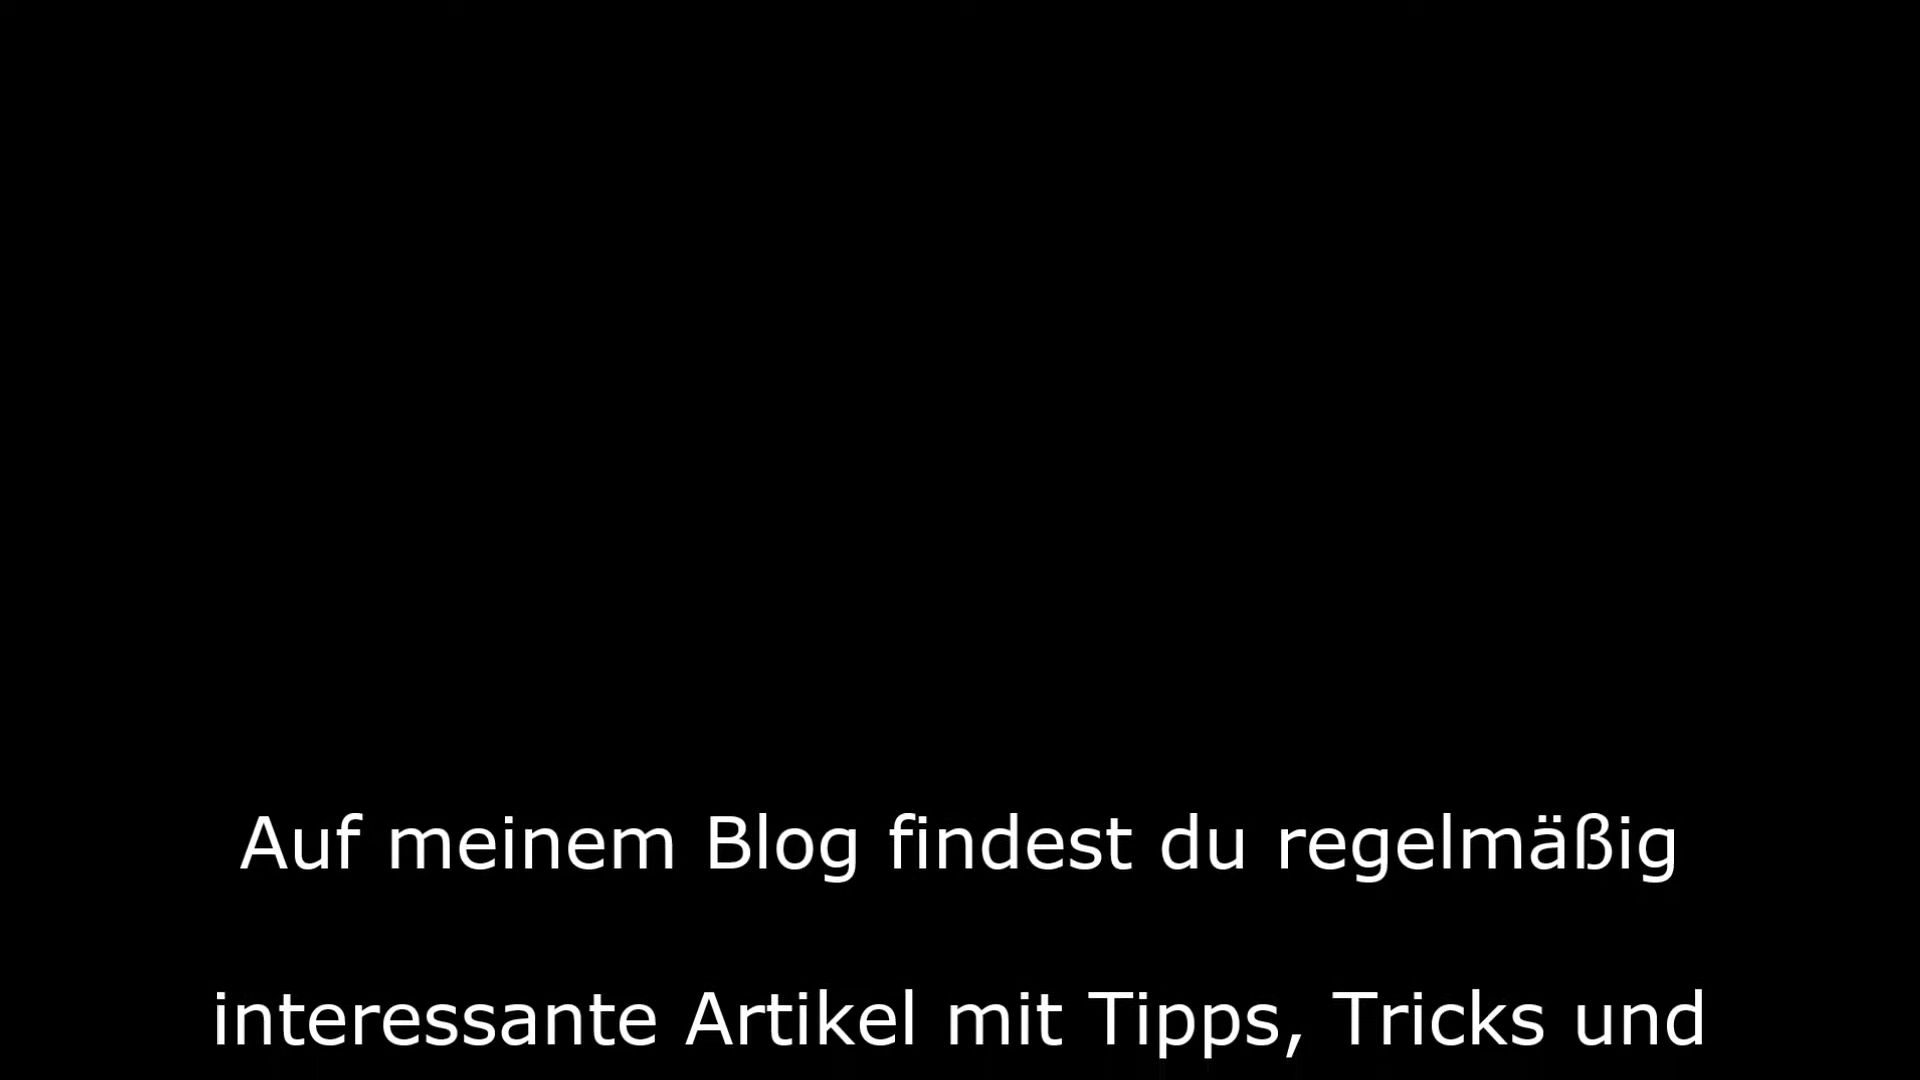 Auf meinem Blog findest du regelmäßig
interessante Artikel mit Tipps, Tricks und